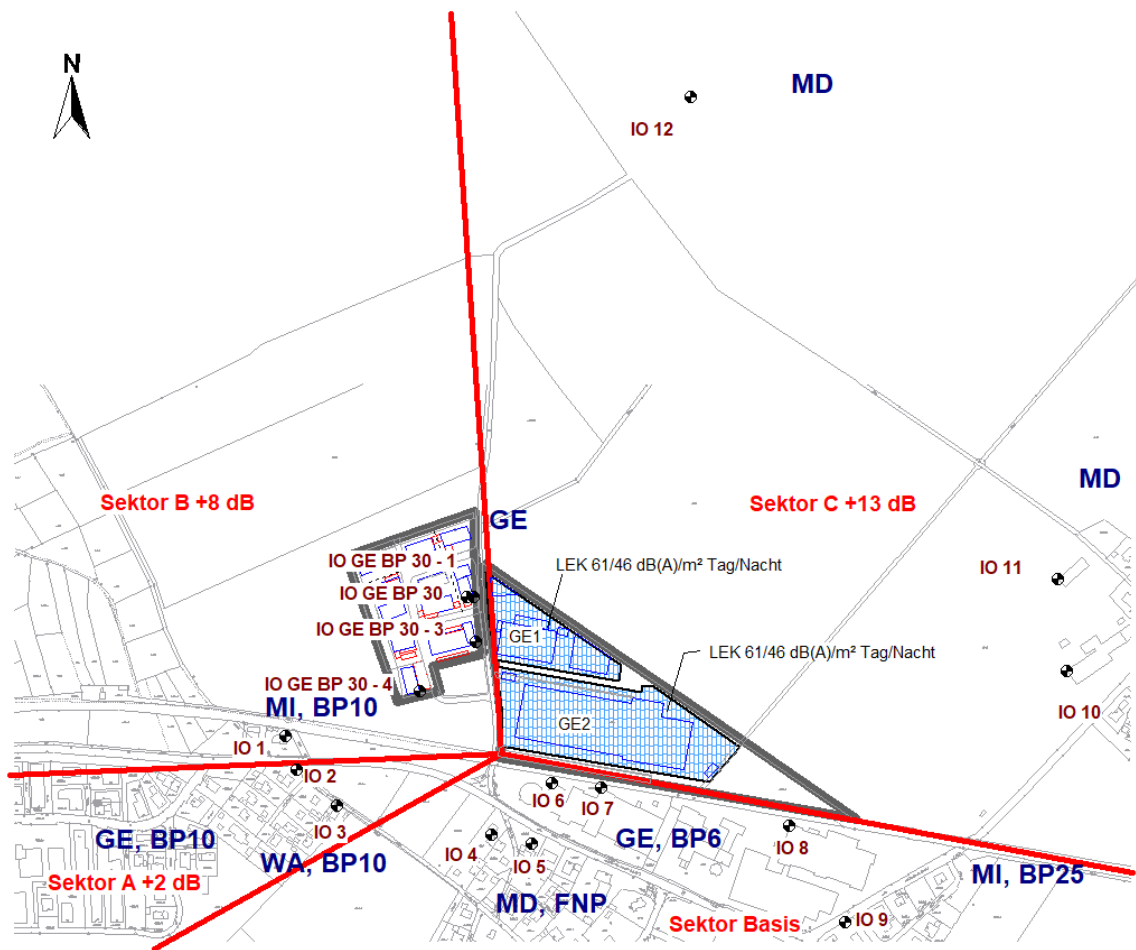 N
MD
IO 12
Sektor B +8 dB
Sektor C +13 dB
MD
GE
IO GE BP 30 - 1
LEK 61/46 dB(A)/m² Tag/Nacht
IO 11
IO GE BP 30
IO GE BP 30 - 3
GE1
LEK 61/46 dB(A)/m² Tag/Nacht
IO GE BP 30 - 4
IO 10
MI, BP10
GE2
IO 1
IO 2
IO 6
IO 7
IO 3
GE, BP10
WA, BP10
IO 4
IO 5
GE, BP6
IO 8
MI, BP25
Sektor A +2 dB
MD, FNP
Sektor Basis
IO 9